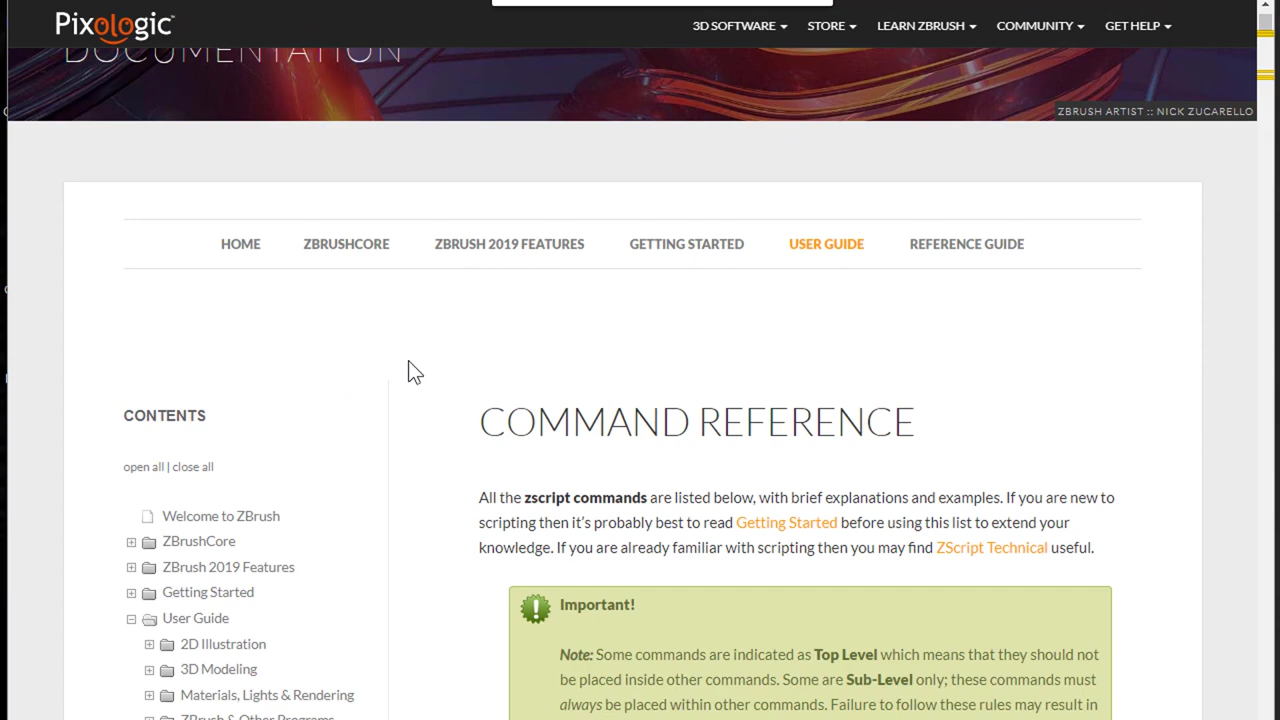 Pixologic
3D SOFTWARE STORE LEARN ZBRUSH COMMUNITY GET HELP
DOCUMENTATION
ZBRUSH ARTIST :: NICK ZUCARELLO
HOME ZBRUSHCORE ZBRUSH 2019 FEATURES GETTING STARTED USER GUIDE REFERENCE GUIDE
CONTENTS
open all | close all
Welcome to ZBrush
ZBrushCore
ZBrush 2019 Features
Getting Started
User Guide
2D Illustration
3D Modeling
Materials, Lights & Rendering
ZBrush & Other Programs
COMMAND REFERENCE
All the zscript commands are listed below, with brief explanations and examples. If you are new to
scripting then it’s probably best to read Getting Started before using this list to extend your
knowledge. If you are already familiar with scripting then you may find ZScript Technical useful.
Important!
Note: Some commands are indicated as Top Level which means that they should not
be placed inside other commands. Some are Sub-Level only; these commands must
always be placed within other commands. Failure to follow these rules may result in